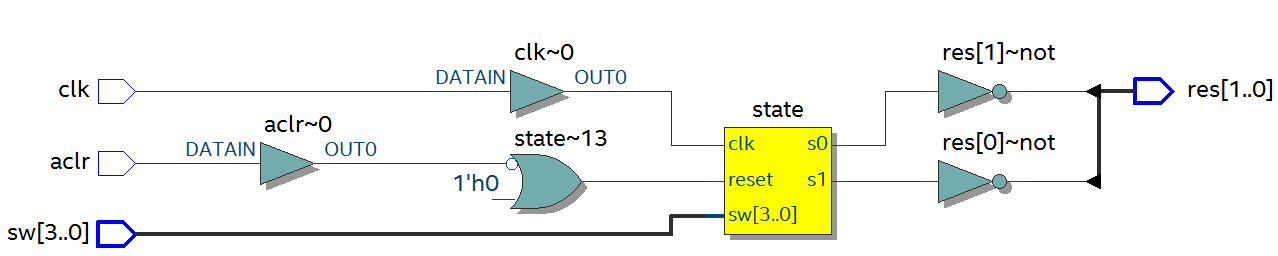 clk~0
res[1]~not
DATAIN
OUT0
clk
res[1..0]
state
aclr~0
state~13
res[0]~not
DATAIN
OUT0
clk
s0
aclr
1'h0
reset
s1
sw[3..0]
sw[3..0]